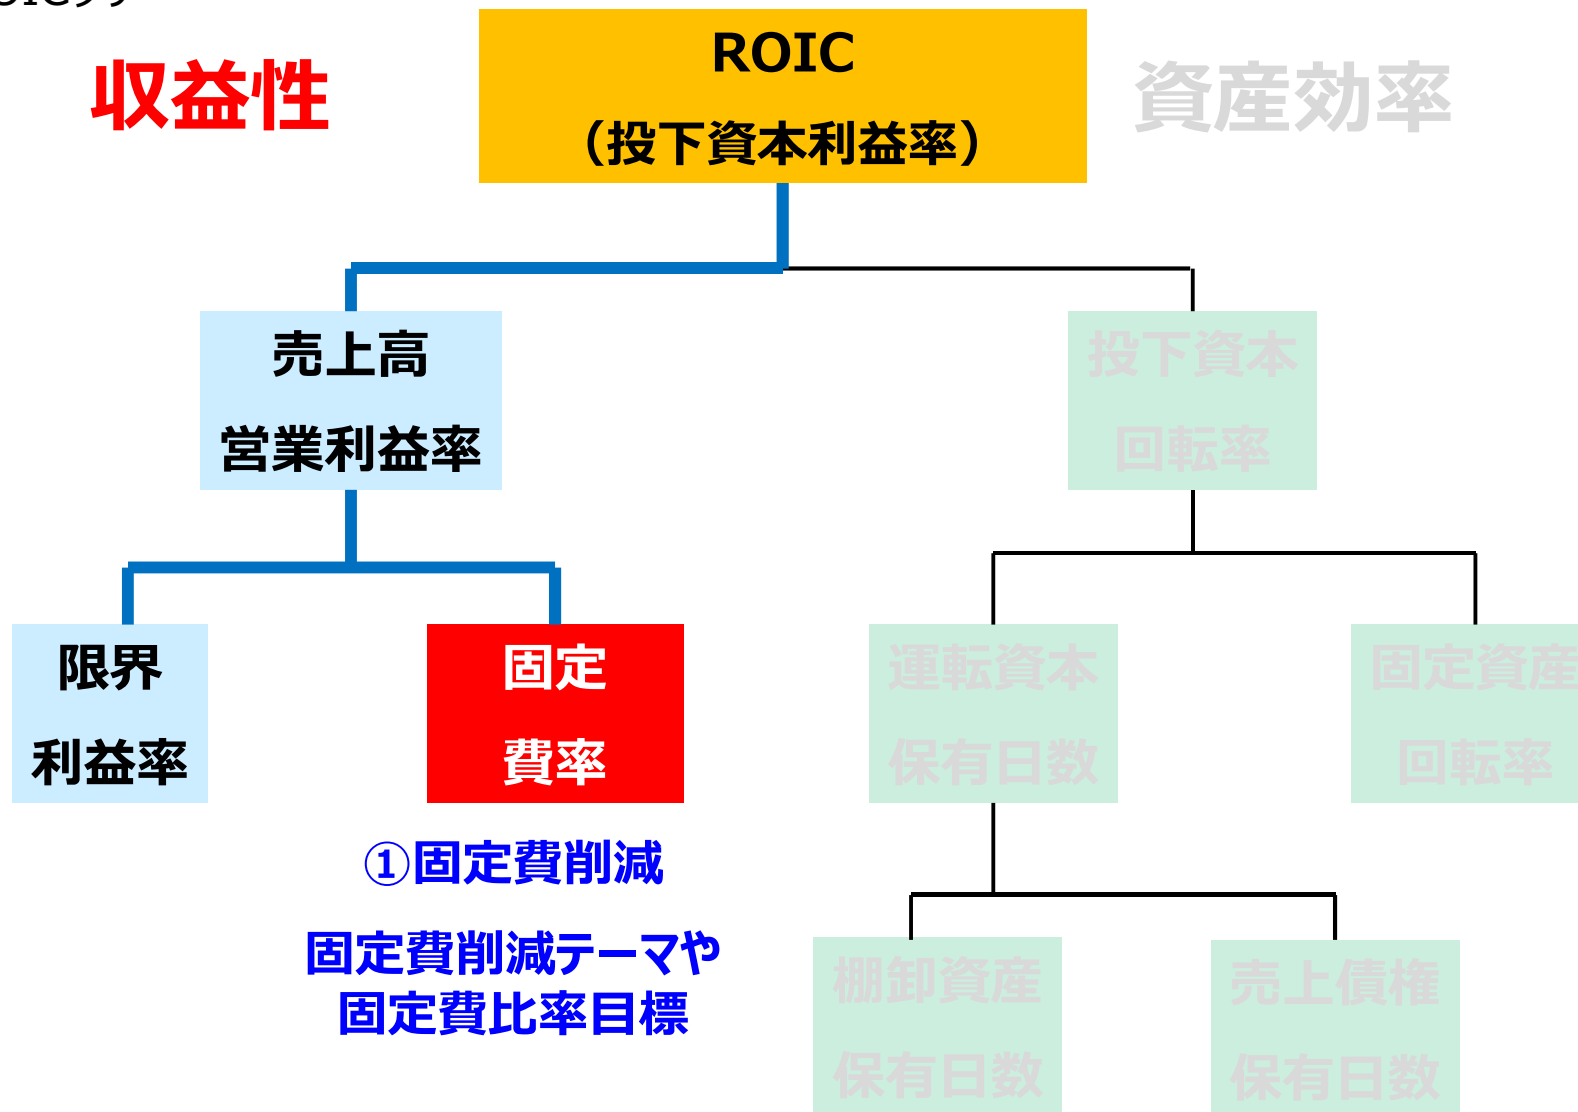 収益性
ROIC
（投下資本利益率）
資産効率
売上高
営業利益率
投下資本
回転率
限界
利益率
固定
費率
運転資本
保有日数
固定資産
回転率
①固定費削減
固定費削減テーマや
固定費比率目標
棚卸資産
保有日数
売上債権
保有日数